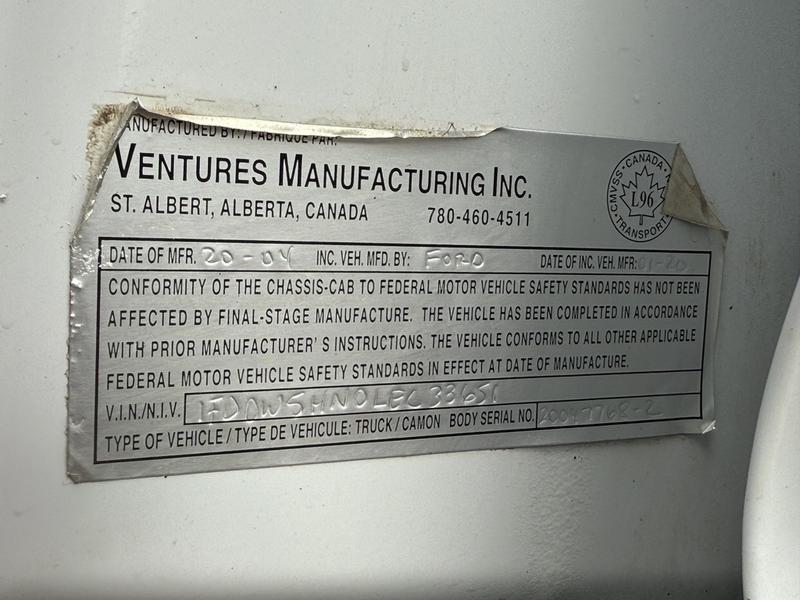 ANUFACTURED BY: / FABRIQUE PAR:
VENTURES MANUFACTURING INC.
ST. ALBERT, ALBERTA, CANADA 780-460-4511
CMVSS · CANADA ·
L96
TRANSPORT
DATE OF MFR. 20-04 INC. VEH. MFD. BY: FORD DATE OF INC. VEH. MFR: 01-20
CONFORMITY OF THE CHASSIS-CAB TO FEDERAL MOTOR VEHICLE SAFETY STANDARDS HAS NOT BEEN
AFFECTED BY FINAL-STAGE MANUFACTURE. THE VEHICLE HAS BEEN COMPLETED IN ACCORDANCE
WITH PRIOR MANUFACTURER'S INSTRUCTIONS. THE VEHICLE CONFORMS TO ALL OTHER APPLICABLE
FEDERAL MOTOR VEHICLE SAFETY STANDARDS IN EFFECT AT DATE OF MANUFACTURE.
V.I.N./N.I.V. 1FD0W5HN0LEC33651
TYPE OF VEHICLE / TYPE DE VEHICULE: TRUCK / CAMON BODY SERIAL NO.